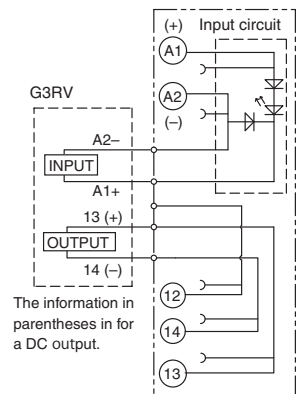 (+)
Input circuit
A1
A2
(−)
G3RV
A2−
INPUT
A1+
13 (+)
OUTPUT
14 (−)
The information in
parentheses in for
a DC output.
12
14
13